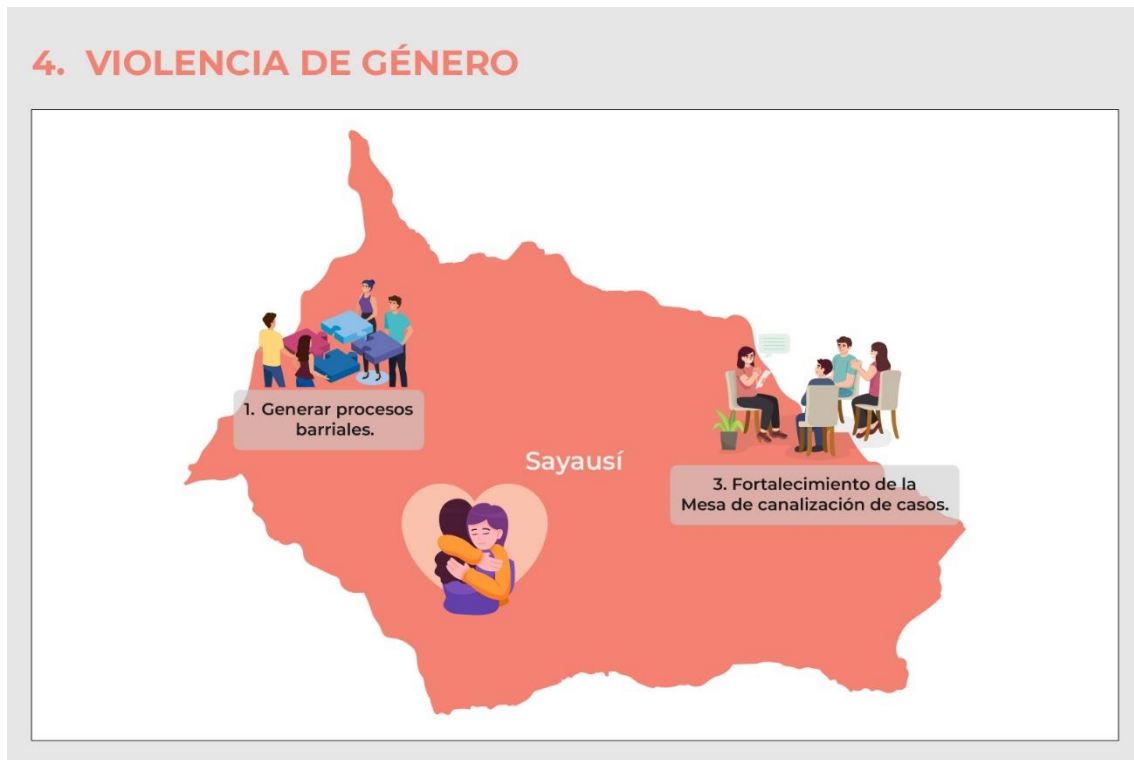 4. VIOLENCIA DE GÉNERO
1. Generar procesos
barriales.
Sayausí
3. Fortalecimiento de la
Mesa de canalización de casos.